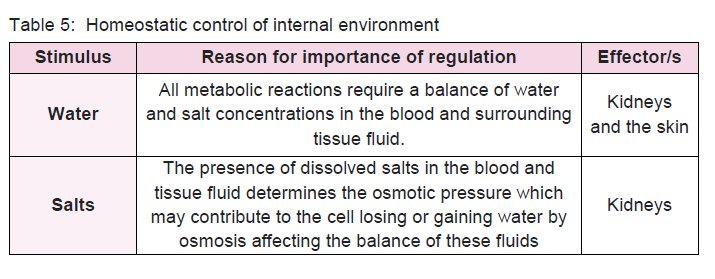 Table 5: Homeostatic control of internal environment
Stimulus Reason for importance of regulation Effector/s
Water
All metabolic reactions require a balance of water
and salt concentrations in the blood and surrounding
tissue fluid.
Kidneys
and the skin
Salts
The presence of dissolved salts in the blood and
tissue fluid determines the osmotic pressure which
may contribute to the cell losing or gaining water by
osmosis affecting the balance of these fluids
Kidneys